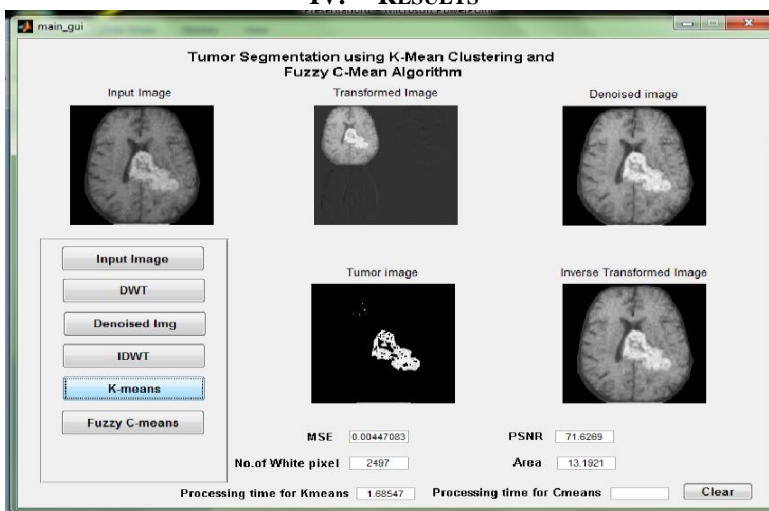 IV. RESULTS
main_gui
Tumor Segmentation using K-Mean Clustering and
Fuzzy C-Mean Algorithm
Input Image
Transformed Image
Denoised image
Input Image
DWT
Denoised Img
IDWT
K-means
Fuzzy C-means
Tumor image
Inverse Transformed Image
MSE 0.00447083
PSNR 71.6269
No.of White pixel 2497
Area 13.1921
Processing time for Kmeans 1.68547
Processing time for Cmeans
Clear